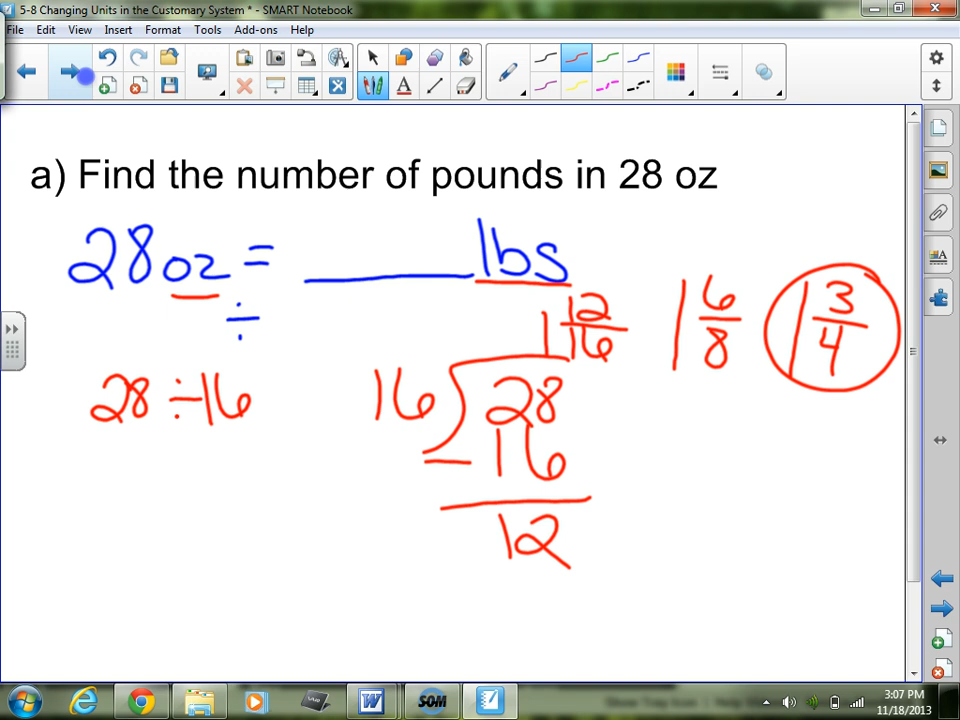 5-8 Changing Units in the Customary System * - SMART Notebook
File Edit View Insert Format Tools Add-ons Help
a) Find the number of pounds in 28 oz
28 oz = ______ lbs
÷
1 12/16 1 6/8 1 3/4
28 ÷ 16 16 28
- 16
12
3:07 PM
11/18/2013
W SOM